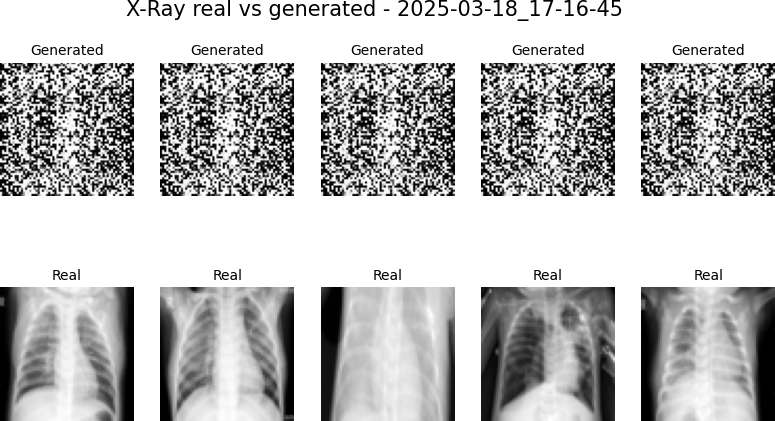 X-Ray real vs generated - 2025-03-18_17-16-45
Generated Generated Generated Generated Generated
Real Real Real Real Real